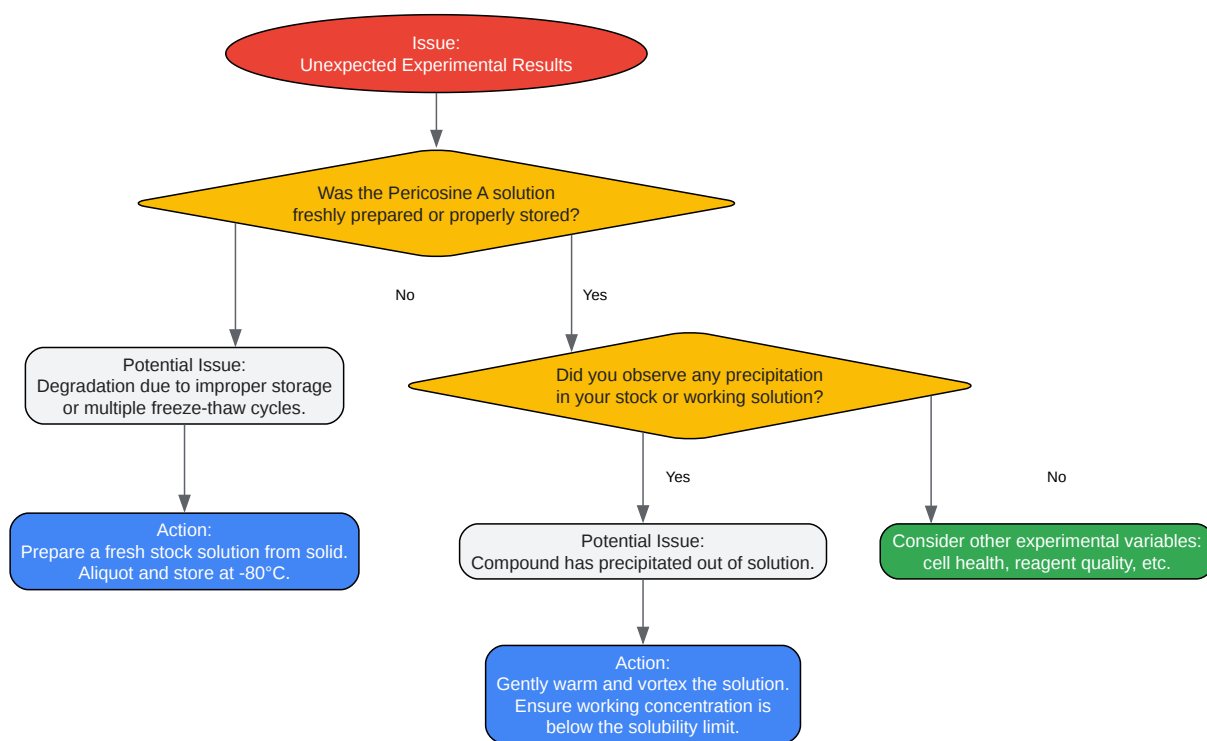 Issue:
Unexpected Experimental Results
Was the Pericosine A solution
freshly prepared or properly stored?
No
Yes
Potential Issue:
Degradation due to improper storage
or multiple freeze-thaw cycles.
Did you observe any precipitation
in your stock or working solution?
Yes
No
Action:
Prepare a fresh stock solution from solid.
Aliquot and store at -80°C.
Potential Issue:
Compound has precipitated out of solution.
Consider other experimental variables:
cell health, reagent quality, etc.
Action:
Gently warm and vortex the solution.
Ensure working concentration is
below the solubility limit.